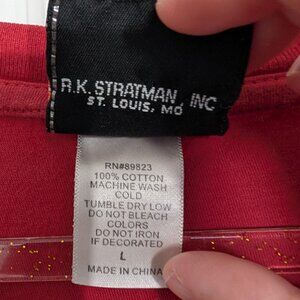 R.K. STRATMAN, INC
ST. LOUIS, MO
RN#89823
100% COTTON
MACHINE WASH
COLD
TUMBLE DRY LOW
DO NOT BLEACH
COLORS
DO NOT IRON
IF DECORATED
L
MADE IN CHINA